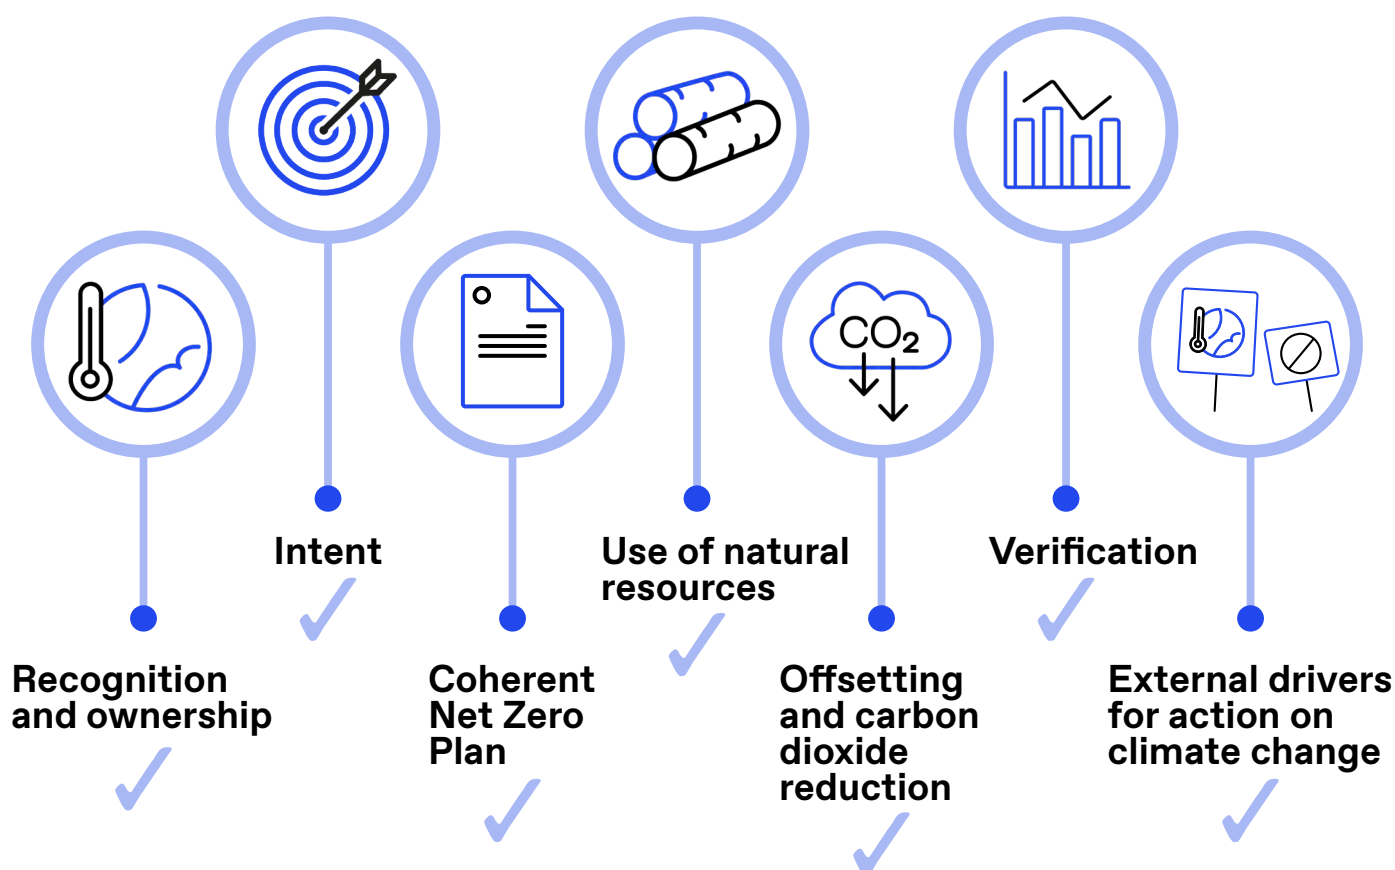 CO₂
Intent
Use of natural
resources
Verification
Recognition
and ownership
Coherent
Net Zero
Plan
Offsetting
and carbon
dioxide
reduction
External drivers
for action on
climate change